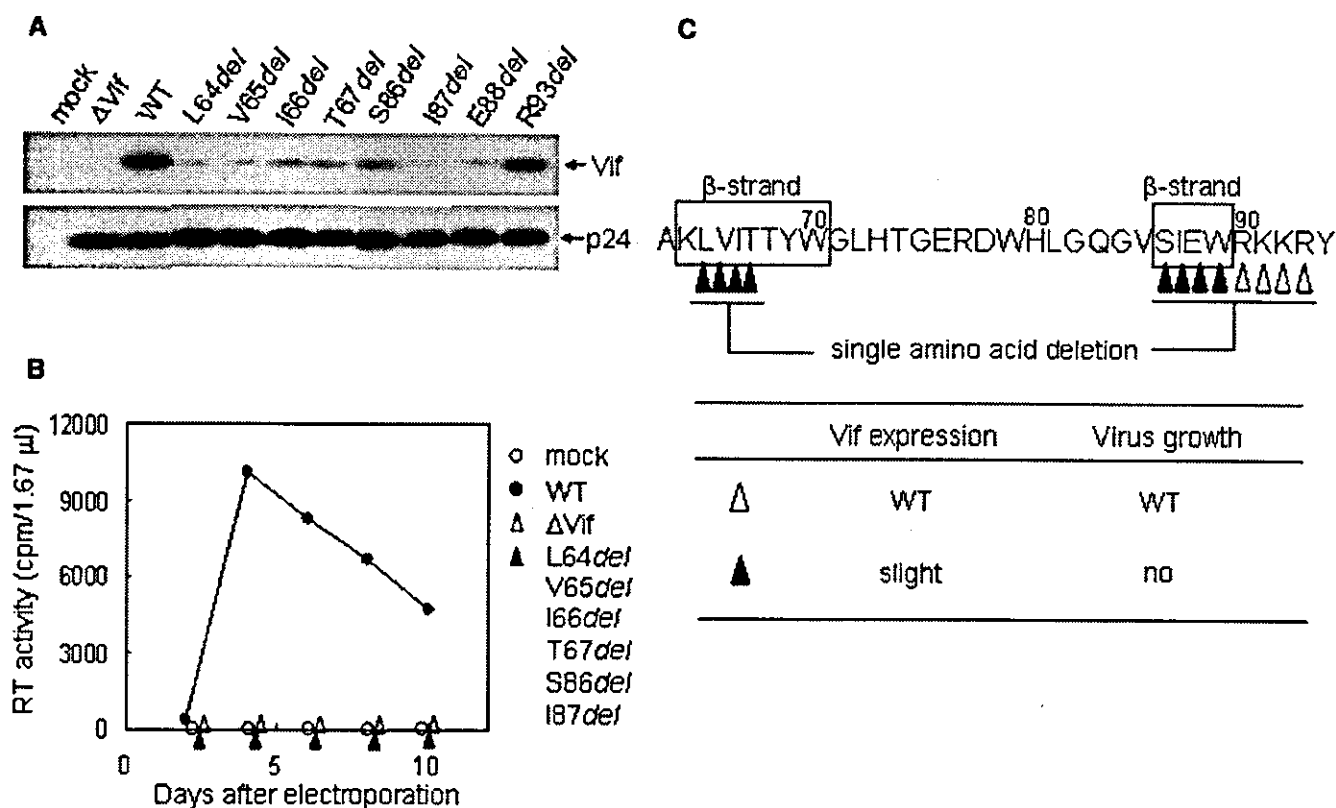 A
mock ΔVif WT L64del V65del I66del T67del S86del I87del E88del R93del
Vif
p24
B
RT activity (cpm/1.67 µl)
12000
9000
6000
3000
0
0 5 10
Days after electroporation
mock
WT
ΔVif
L64del
V65del
I66del
T67del
S86del
I87del
C
β-strand β-strand
70 80 90
AKLVITTYWGLHTGERDWHLGQGVSIEWRKKRY
single amino acid deletion
Vif expression Virus growth
WT WT
slight no